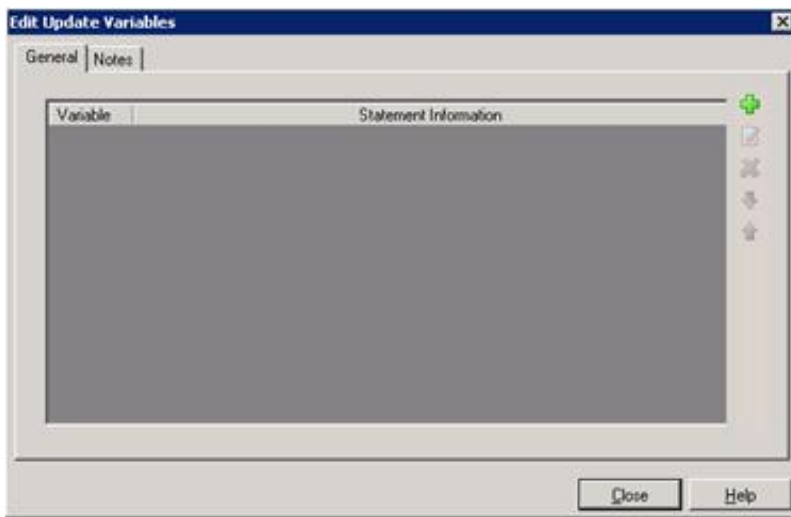 Edit Update Variables
General Notes
Variable Statement Information
Close Help